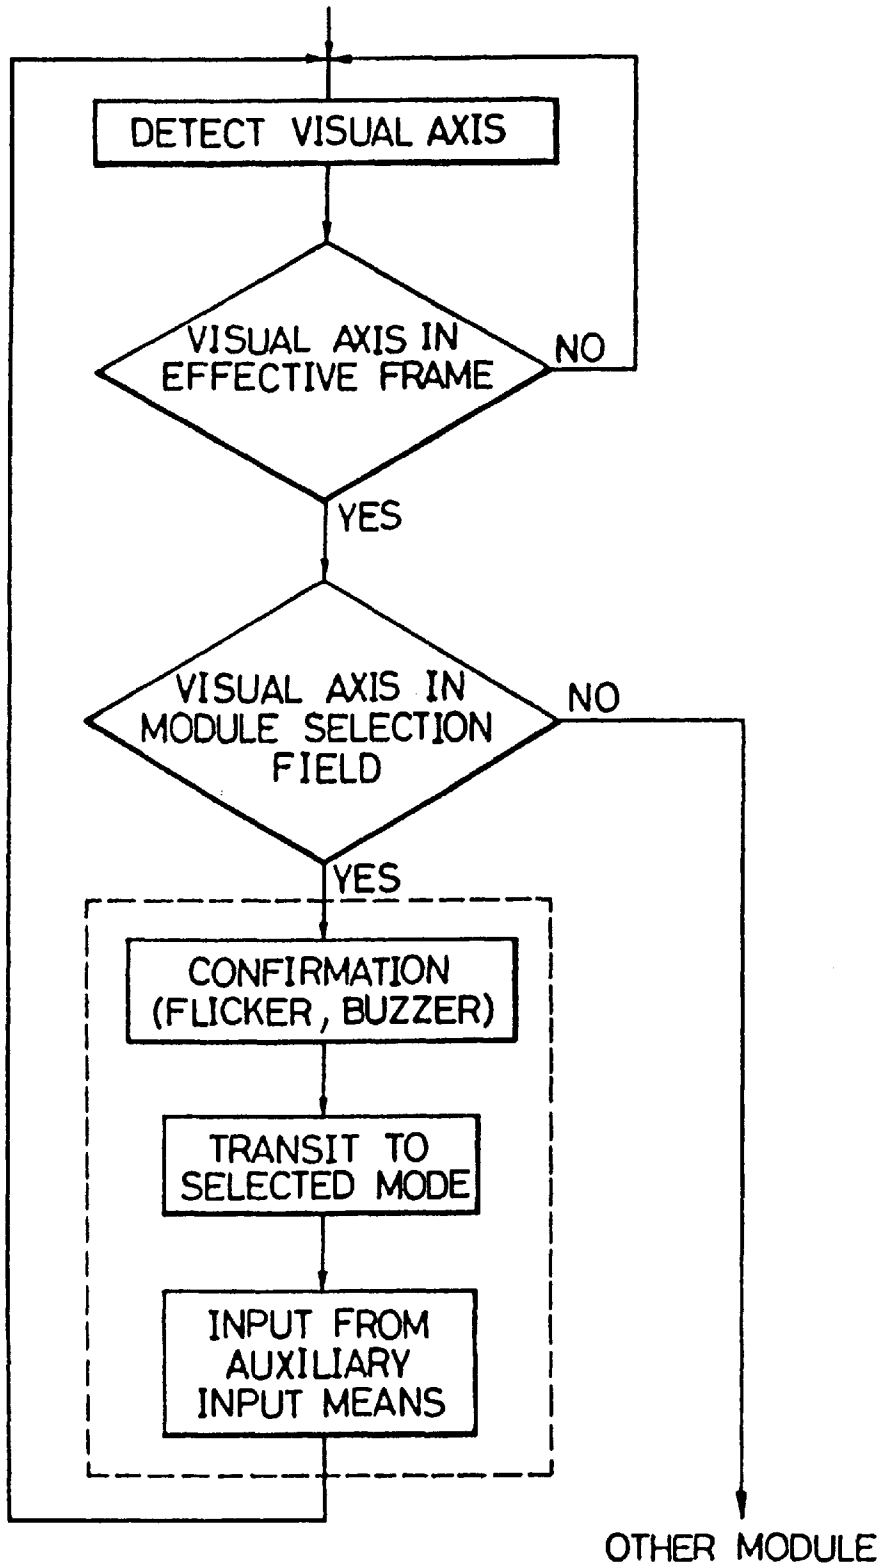 DETECT VISUAL AXIS
VISUAL AXIS IN
EFFECTIVE FRAME
NO
YES
VISUAL AXIS IN
MODULE SELECTION
FIELD
NO
YES
CONFIRMATION
(FLICKER, BUZZER)
TRANSIT TO
SELECTED MODE
INPUT FROM
AUXILIARY
INPUT MEANS
OTHER MODULE